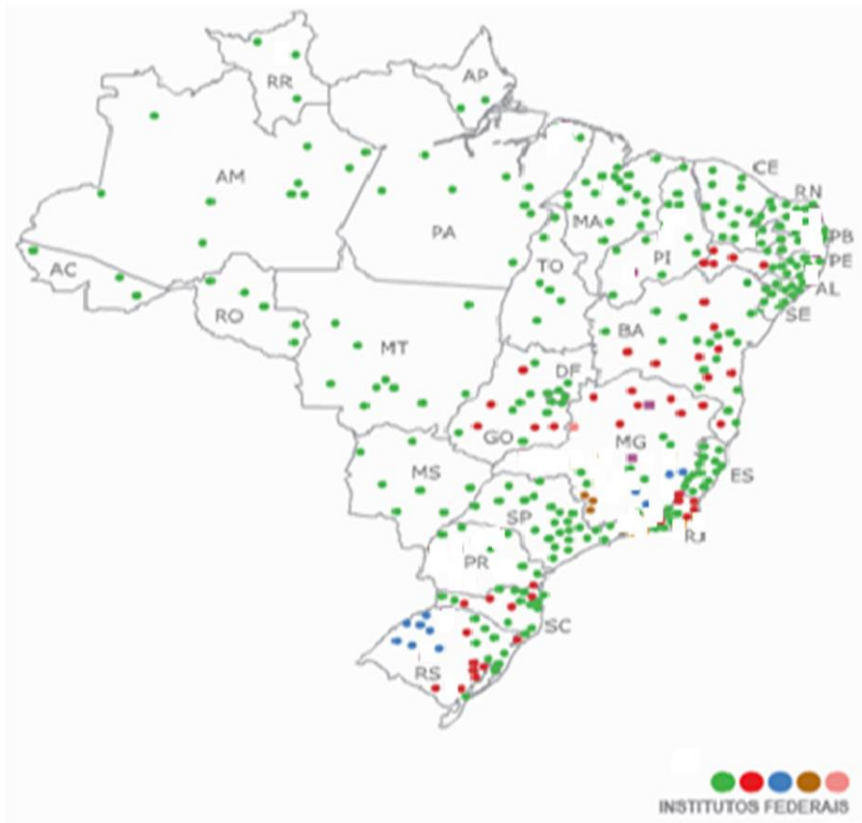 RR
AP
AM
PA
MA
CE
RN
PB
PE
AL
SE
PI
TO
AC
RO
MT
BA
DF
GO
MG
ES
MS
SP
RJ
PR
SC
RS
INSTITUTOS FEDERAIS